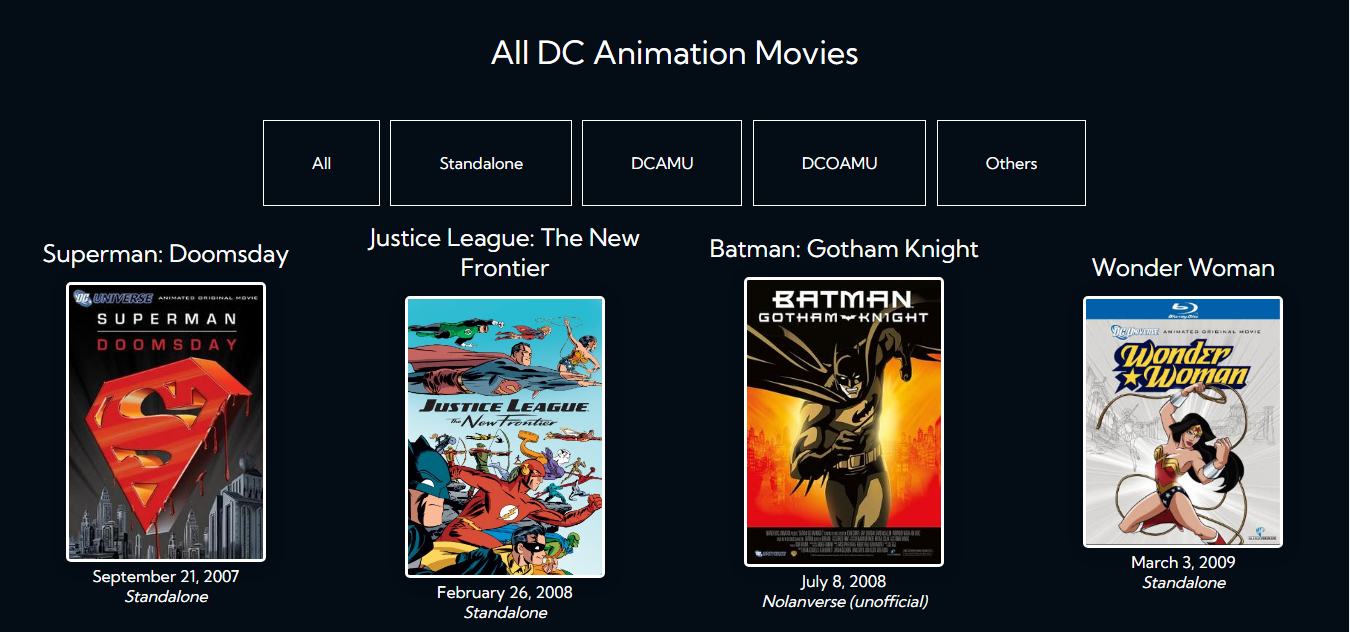 All DC Animation Movies
All
Standalone
DCAMU
DCOAMU
Others
Superman: Doomsday
DC UNIVERSE ANIMATED ORIGINAL MOVIE
SUPERMAN
DOOMSDAY
September 21, 2007
Standalone
Justice League: The New
Frontier
JUSTICE LEAGUE
the New Frontier
February 26, 2008
Standalone
Batman: Gotham Knight
BATMAN
GOTHAM KNIGHT
July 8, 2008
Nolanverse (unofficial)
Wonder Woman
Blu-ray Disc
DC UNIVERSE ANIMATED ORIGINAL MOVIE
Wonder
Woman
March 3, 2009
Standalone